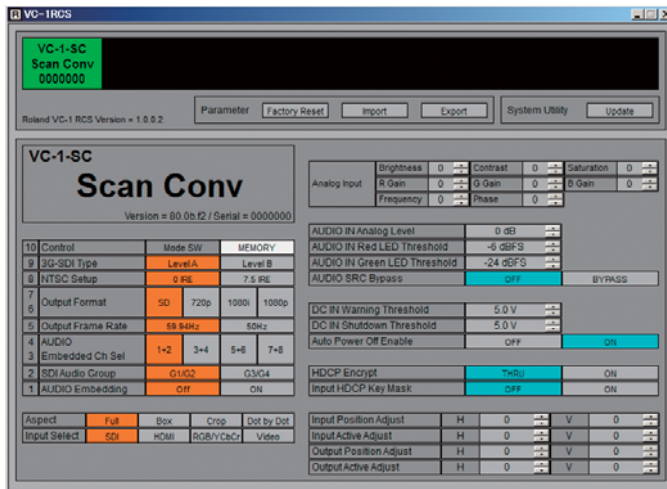 VC-1RCS
VC-1-SC
Scan Conv
0000000
Roland VC-1 RCS Version = 1.0.0.2
Parameter Factory Reset Import Export System Utility Update
VC-1-SC
Scan Conv
Version = 80.0b.f2 / Serial = 0000000
10 Control Mode SW MEMORY
9 3G-SDI Type Level A Level B
8 NTSC Setup 0 IRE 7.5 IRE
7 6 Output Format SD 720p 1080i 1080p
5 Output Frame Rate 59.94Hz 50Hz
4 AUDIO
3 Embedded Ch Sel 1+2 3+4 5+6 7+8
2 SDI Audio Group G1/G2 G3/G4
1 AUDIO Embedding Off ON
Aspect Full Box Crop Dot by Dot
Input Select SDI HDMI RGB/YCbCr Video
Analog Input
Brightness 0 Contrast 0 Saturation 0
R Gain 0 G Gain 0 B Gain 0
Frequency 0 Phase 0
AUDIO IN Analog Level 0 dB
AUDIO IN Red LED Threshold -6 dBFS
AUDIO IN Green LED Threshold -24 dBFS
AUDIO SRC Bypass OFF BYPASS
DC IN Warning Threshold 5.0 V
DC IN Shutdown Threshold 5.0 V
Auto Power Off Enable OFF ON
HDCP Encrypt THRU ON
Input HDCP Key Mask OFF ON
Input Position Adjust H 0 V 0
Input Active Adjust H 0 V 0
Output Position Adjust H 0 V 0
Output Active Adjust H 0 V 0